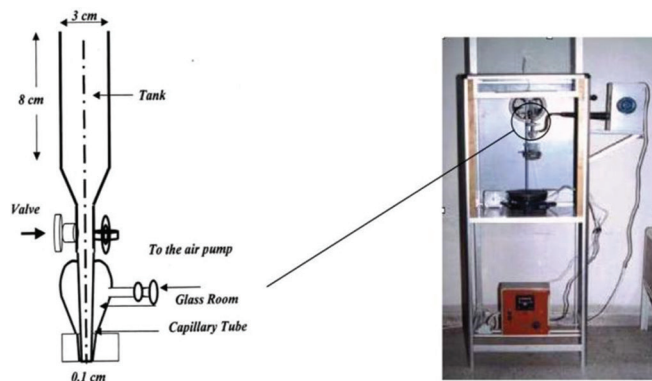 3 cm
8 cm
Tank
Valve
To the air pump
Glass Room
Capillary Tube
0.1 cm